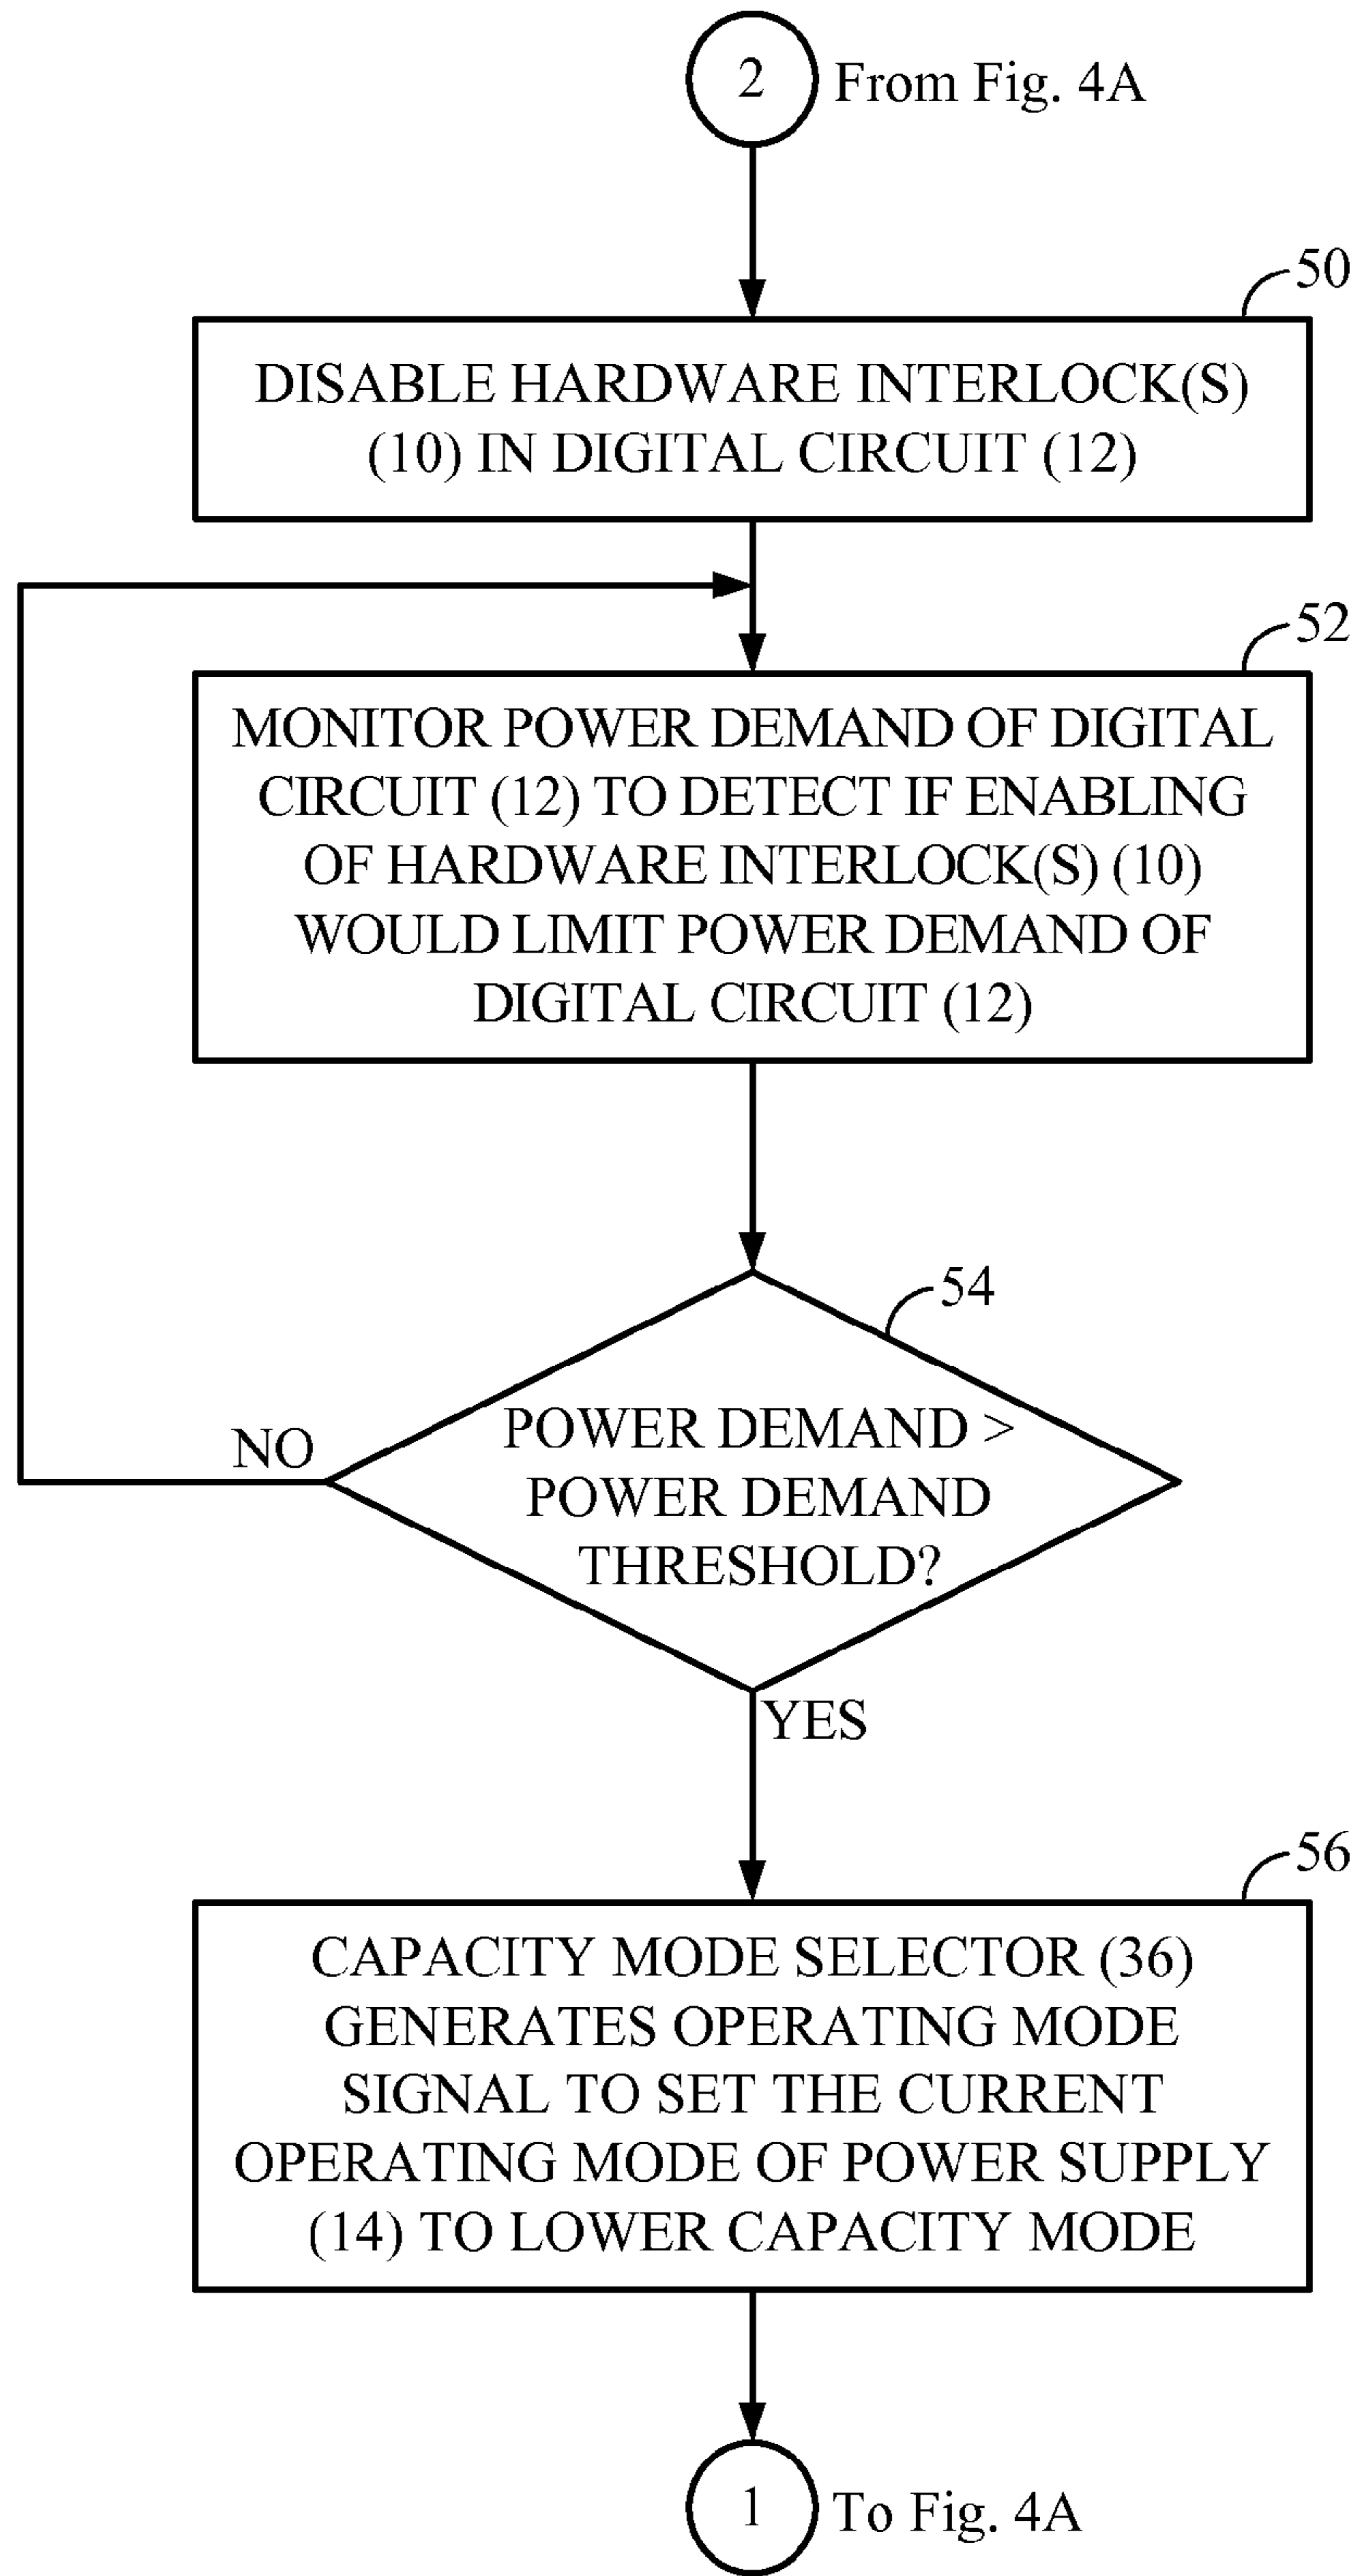 2 From Fig. 4A
50
DISABLE HARDWARE INTERLOCK(S)
(10) IN DIGITAL CIRCUIT (12)
52
MONITOR POWER DEMAND OF DIGITAL
CIRCUIT (12) TO DETECT IF ENABLING
OF HARDWARE INTERLOCK(S) (10)
WOULD LIMIT POWER DEMAND OF
DIGITAL CIRCUIT (12)
54
POWER DEMAND >
POWER DEMAND
THRESHOLD?
NO
YES
56
CAPACITY MODE SELECTOR (36)
GENERATES OPERATING MODE
SIGNAL TO SET THE CURRENT
OPERATING MODE OF POWER SUPPLY
(14) TO LOWER CAPACITY MODE
1 To Fig. 4A